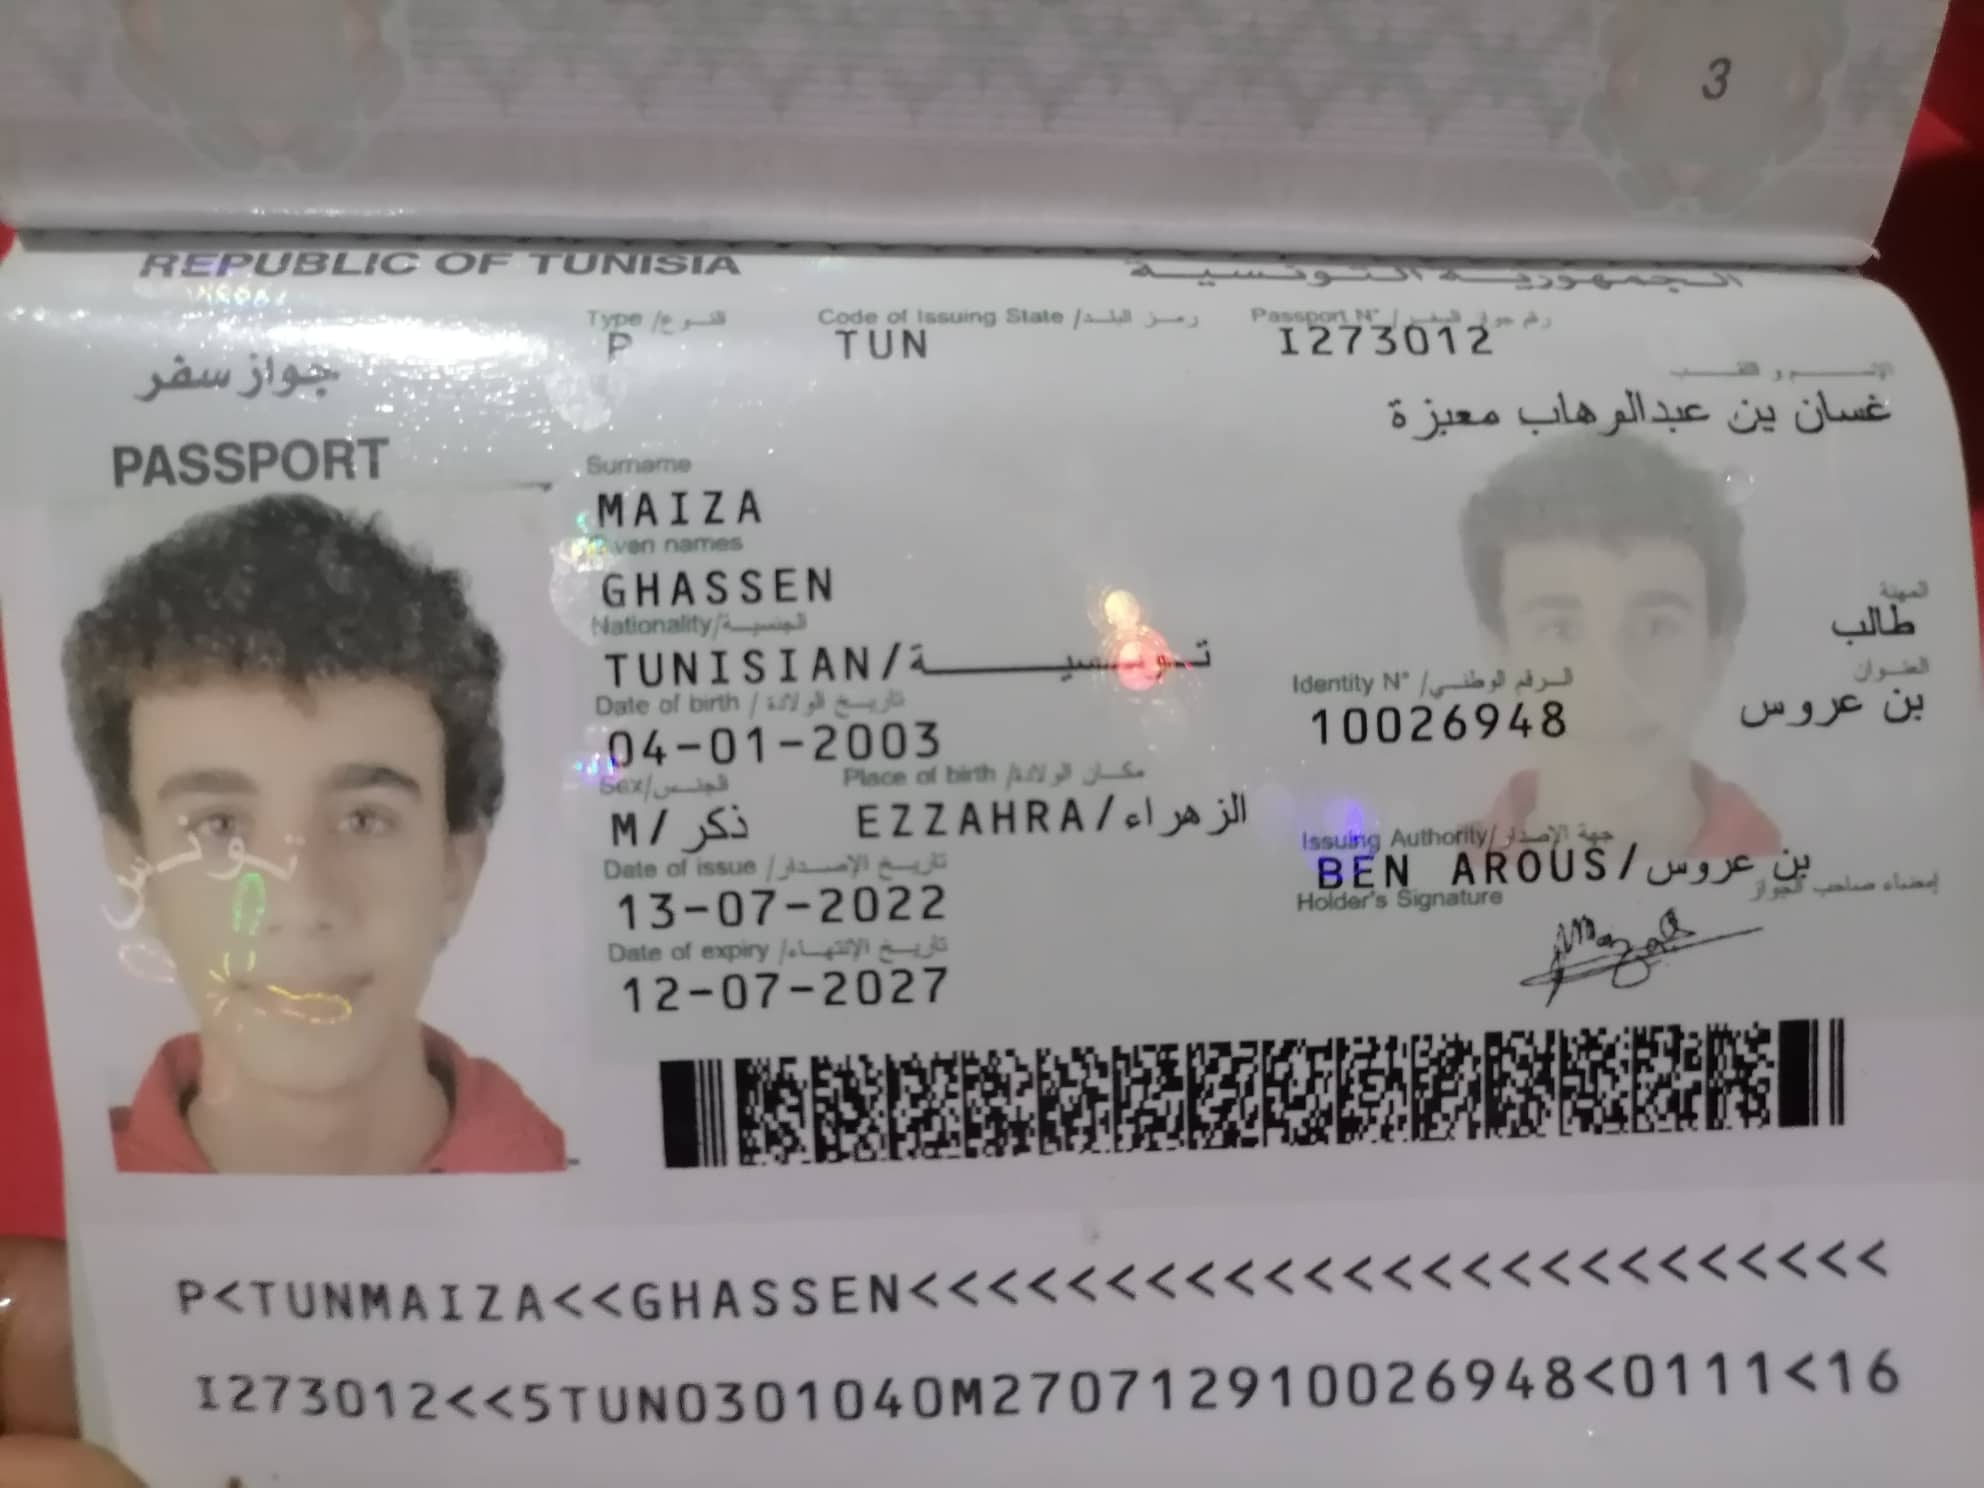 3
REPUBLIC OF TUNISIA
الجمهورية التونسية
جواز سفر
PASSPORT
Type / النوع
P
Code of Issuing State / رمز البلد
TUN
Passport N° / رقم جواز السفر
I273012
الإسم و اللقب
غسان بن عبدالوهاب معيزة
Surname
MAIZA
Given names
GHASSEN
Nationality/الجنسية
TUNISIAN/تونسية
Date of birth / تاريخ الولادة
04-01-2003
المهنة
طالب
العنوان
بن عروس
Identity N° / الرقم الوطني
10026948
Sex/الجنس
M/ذكر
Place of birth / مكان الولادة
EZZAHRA/الزهراء
Date of issue / تاريخ الإصدار
13-07-2022
Issuing Authority/جهة الإصدار
BEN AROUS/بن عروس
Date of expiry / تاريخ الإنتهاء
12-07-2027
Holder's Signature
إمضاء صاحب الجواز
تونس
P<TUNMAIZA<<GHASSEN<<<<<<<<<<<<<<<<<<<<<<<<<
I273012<<5TUN0301040M270712910026948<0111<16